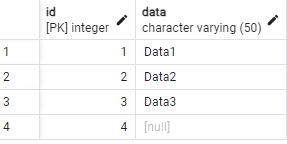 id data
[PK] integer character varying (50)
1 1 Data1
2 2 Data2
3 3 Data3
4 4 [null]